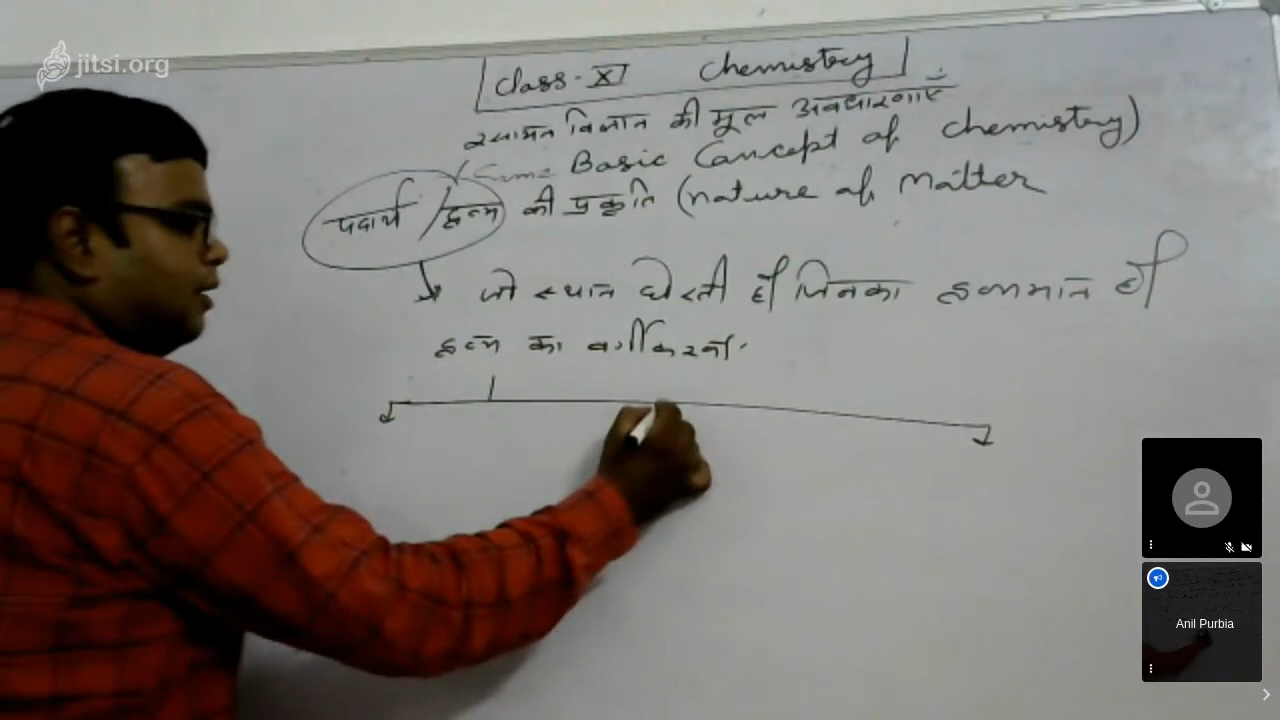 jitsi.org
Class-XI Chemistry
रसायन विज्ञान की मूल अवधारणाएँ
(Some Basic Concept of Chemistry)
पदार्थ / द्रव्य की प्रकृति (Nature of Matter
जो स्थान घेरती हो जिनका द्रव्यमान हो
द्रव्य का वर्गीकरण
Anil Purbia